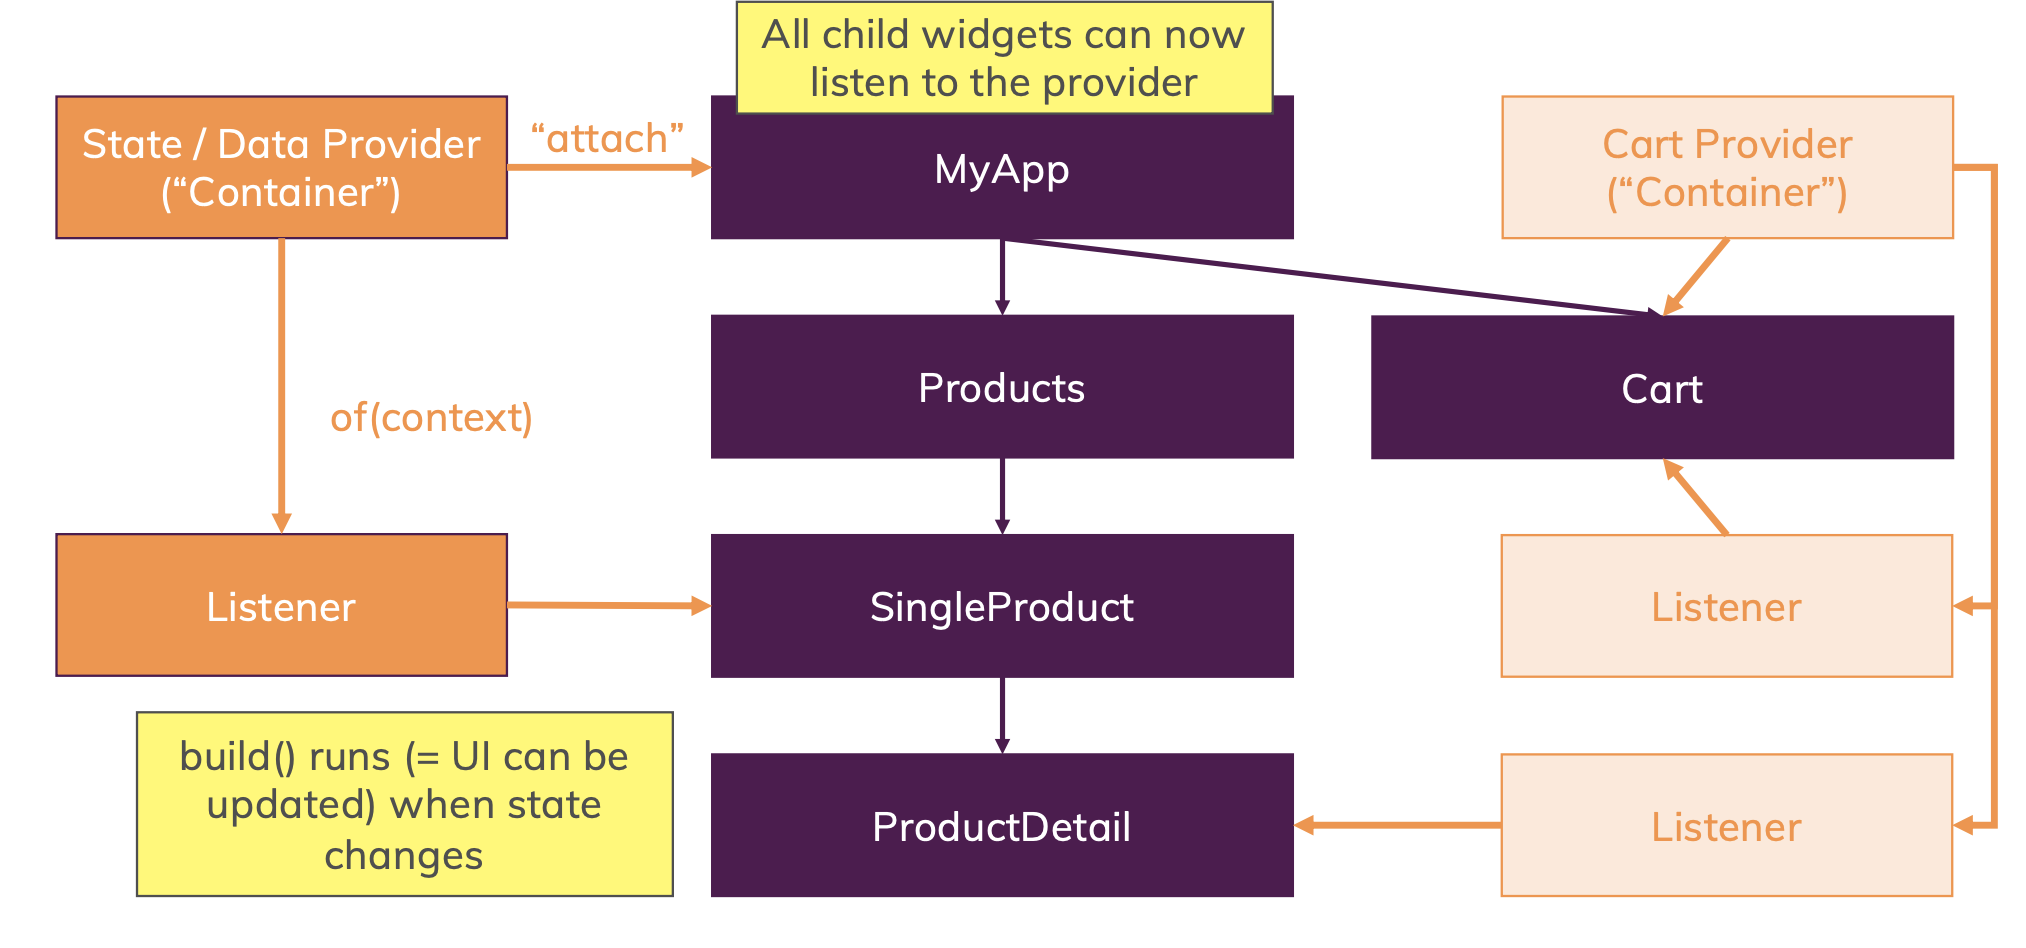 All child widgets can now
listen to the provider
State / Data Provider
(“Container”)
“attach”
MyApp
Cart Provider
(“Container”)
Products
Cart
of(context)
Listener
SingleProduct
Listener
build() runs (= UI can be
updated) when state
changes
ProductDetail
Listener